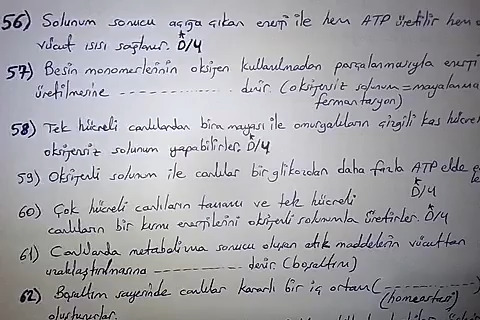 56) Solunum sonucu açığa çıkan enerji ile hem ATP üretilir hem
vücut ısısı sağlanır. D/Y
57) Besin monomerlerinin oksijen kullanılmadan parçalanmasıyla enerji
üretilmesine ---------------- denir. (oksijensiz solunum = mayalanma
fermantasyon)
58) Tek hücreli canlılardan bira mayası ile omurgalıların çizgili kas hücre
oksijensiz solunum yapabilirler. D/Y
59) Oksijenli solunum ile canlılar bir glikozdan daha fazla ATP elde
D/Y
60) Çok hücreli canlıların tamamı ve tek hücreli
canlıların bir kısmı enerjilerini oksijenli solunumla üretirler. D/Y
61) Canlılarda metabolizma sonucu oluşan atık maddelerin vücuttan
uzaklaştırılmasına ---------------- denir. (boşaltım)
62) Boşaltım sayesinde canlılar kararlı bir iç ortam (------------
(homeostasi)
oluştururlar.